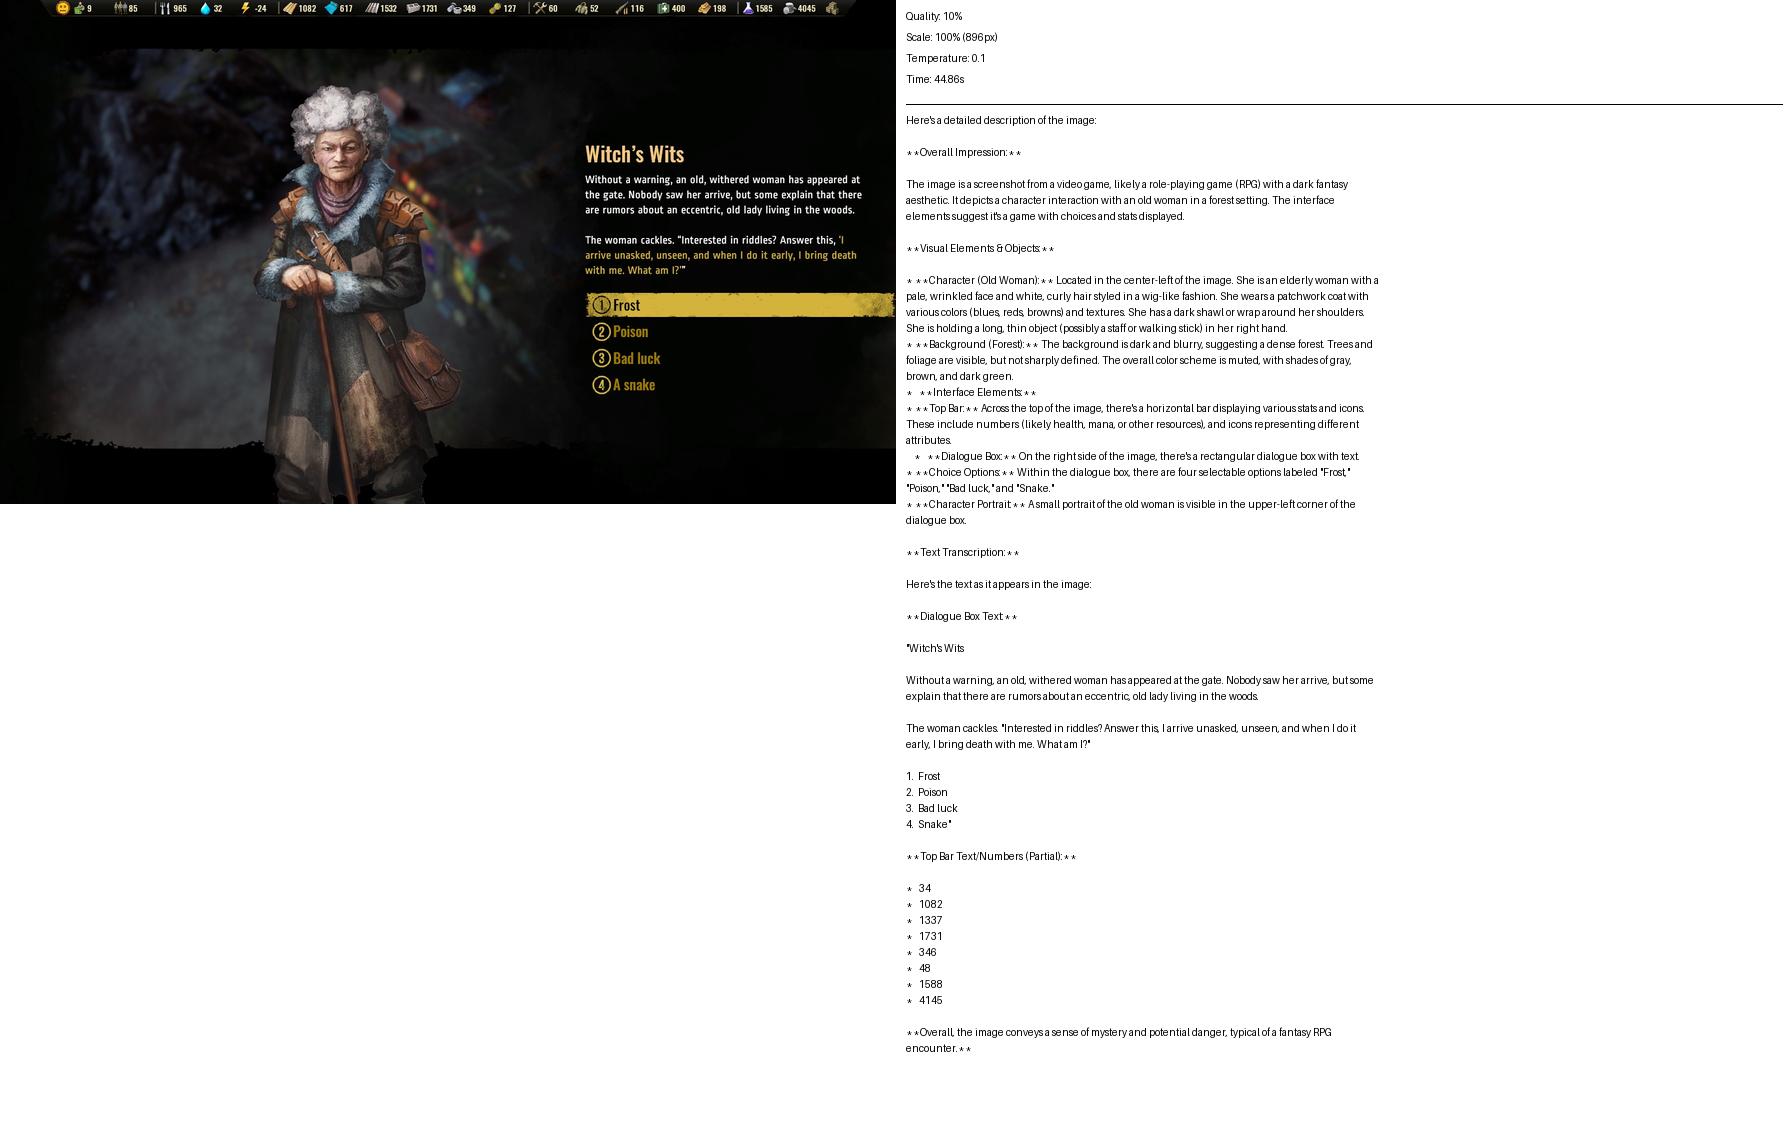 9 85 965 32 -24 1082 617 1532 1731 349 127 60 52 116 400 198 1585 4045
Witch's Wits
Without a warning, an old, withered woman has appeared at
the gate. Nobody saw her arrive, but some explain that there
are rumors about an eccentric, old lady living in the woods.
The woman cackles. "Interested in riddles? Answer this, 'I
arrive unasked, unseen, and when I do it early, I bring death
with me. What am I?'"
1 Frost
2 Poison
3 Bad luck
4 A snake
Quality: 10%
Scale: 100% (896px)
Temperature: 0.1
Time: 44.86s
Here's a detailed description of the image:
**Overall Impression:**
The image is a screenshot from a video game, likely a role-playing game (RPG) with a dark fantasy
aesthetic. It depicts a character interaction with an old woman in a forest setting. The interface
elements suggest it's a game with choices and stats displayed.
**Visual Elements & Objects:**
* **Character (Old Woman):** Located in the center-left of the image. She is an elderly woman with a
pale, wrinkled face and white, curly hair styled in a wig-like fashion. She wears a patchwork coat with
various colors (blues, reds, browns) and textures. She has a dark shawl or wrap around her shoulders.
She is holding a long, thin object (possibly a staff or walking stick) in her right hand.
* **Background (Forest):** The background is dark and blurry, suggesting a dense forest. Trees and
foliage are visible, but not sharply defined. The overall color scheme is muted, with shades of gray,
brown, and dark green.
* **Interface Elements:**
* **Top Bar:** Across the top of the image, there's a horizontal bar displaying various stats and icons.
These include numbers (likely health, mana, or other resources), and icons representing different
attributes.
* **Dialogue Box:** On the right side of the image, there's a rectangular dialogue box with text.
* **Choice Options:** Within the dialogue box, there are four selectable options labeled "Frost,"
"Poison," "Bad luck," and "Snake."
* **Character Portrait:** A small portrait of the old woman is visible in the upper-left corner of the
dialogue box.
**Text Transcription:**
Here's the text as it appears in the image:
**Dialogue Box Text:**
"Witch's Wits
Without a warning, an old, withered woman has appeared at the gate. Nobody saw her arrive, but some
explain that there are rumors about an eccentric, old lady living in the woods.
The woman cackles. "Interested in riddles? Answer this, I arrive unasked, unseen, and when I do it
early, I bring death with me. What am I?"
1. Frost
2. Poison
3. Bad luck
4. Snake"
**Top Bar Text/Numbers (Partial):**
* 34
* 1082
* 1337
* 1731
* 346
* 48
* 1588
* 4145
**Overall, the image conveys a sense of mystery and potential danger, typical of a fantasy RPG
encounter.**